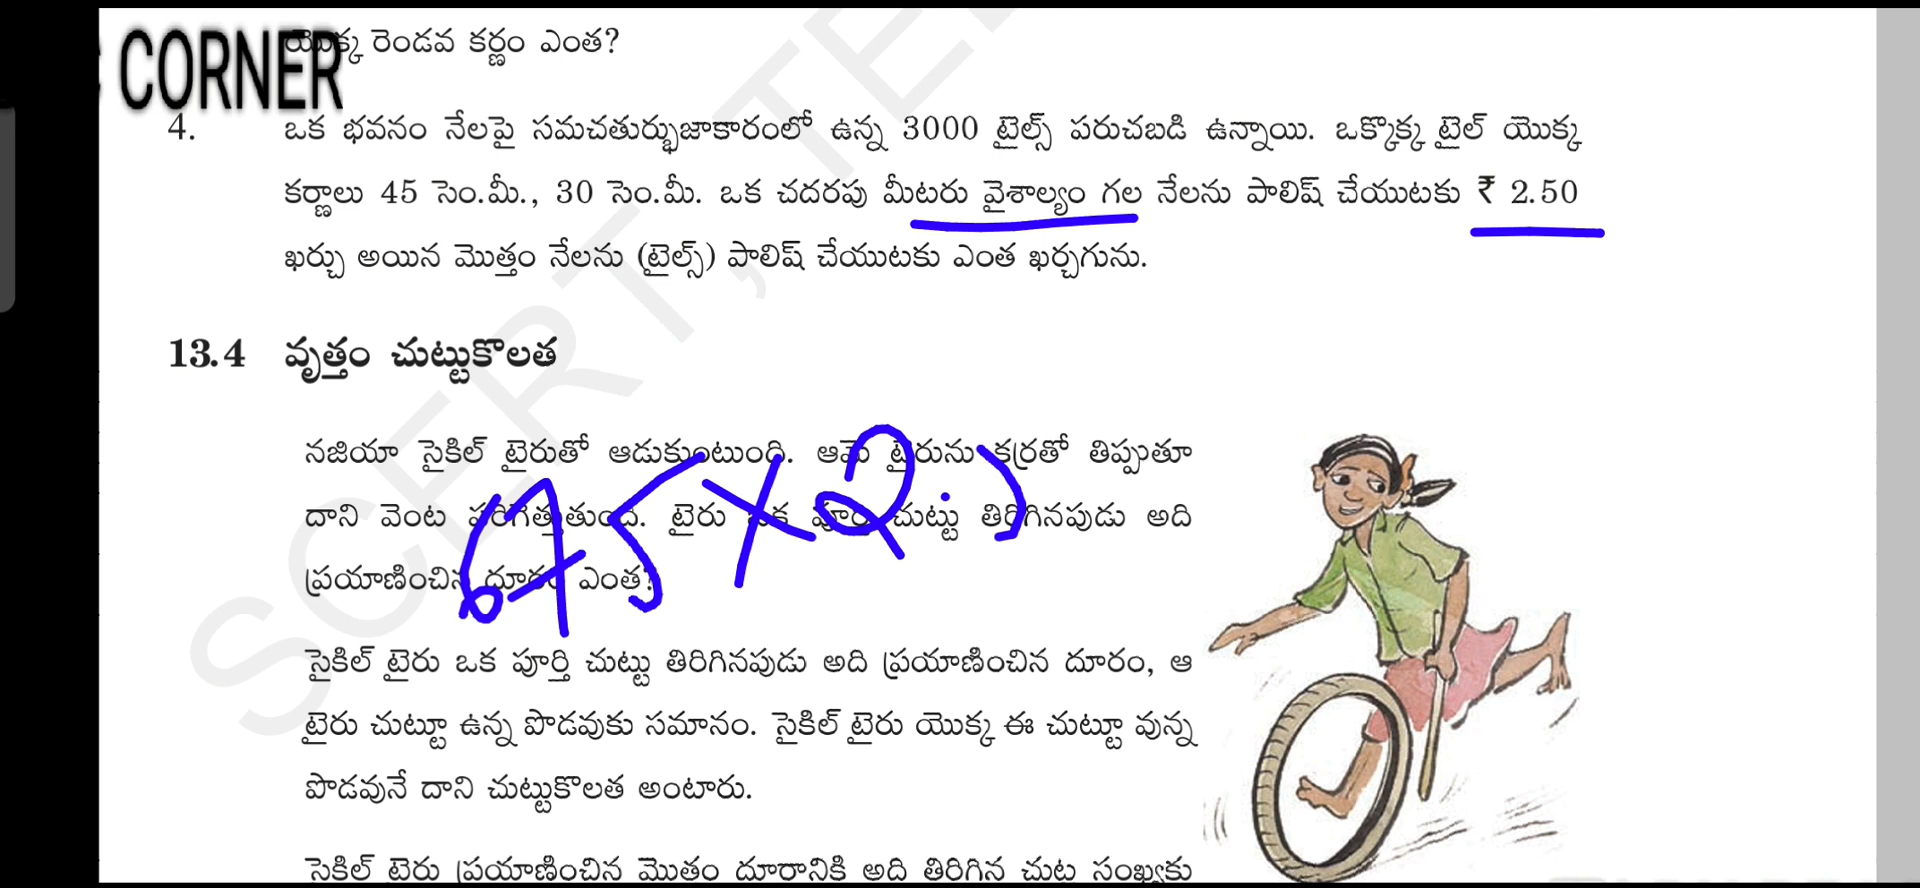 యొక్క రెండవ కర్ణం ఎంత?
CORNER
4. ఒక భవనం నేలపై సమచతుర్భుజాకారంలో ఉన్న 3000 టైల్స్ పరుచబడి ఉన్నాయి. ఒక్కొక్క టైల్ యొక్క
కర్ణాలు 45 సెం.మీ., 30 సెం.మీ. ఒక చదరపు మీటరు వైశాల్యం గల నేలను పాలిష్ చేయుటకు ₹ 2.50
ఖర్చు అయిన మొత్తం నేలను (టైల్స్) పాలిష్ చేయుటకు ఎంత ఖర్చగును.
13.4 వృత్తం చుట్టుకొలత
నజియా సైకిల్ టైరుతో ఆడుకుంటుంది. ఆమె టైరును కర్రతో తిప్పుతూ
దాని వెంట పరిగెత్తుతుంది. టైరు ఒక పూర్తి చుట్టు తిరిగినపుడు అది
ప్రయాణించిన దూరం ఎంత?
675 X 2.
సైకిల్ టైరు ఒక పూర్తి చుట్టు తిరిగినపుడు అది ప్రయాణించిన దూరం, ఆ
టైరు చుట్టూ ఉన్న పొడవుకు సమానం. సైకిల్ టైరు యొక్క ఈ చుట్టూ వున్న
పొడవునే దాని చుట్టుకొలత అంటారు.
సైకిల్ టైరు ప్రయాణించిన మొత్తం దూరానికి అది తిరిగిన చుట్ల సంఖ్యకు
SCERT, TE